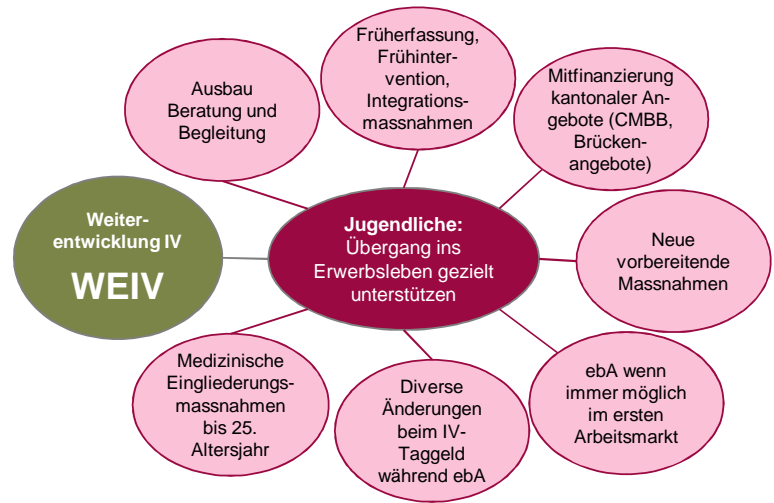 Früherfassung,
Frühinter-
vention,
Integrations-
massnahmen
Ausbau
Beratung und
Begleitung
Mitfinanzierung
kantonaler An-
gebote (CMBB,
Brücken-
angebote)
Weiter-
entwicklung IV
WEIV
Jugendliche:
Übergang ins
Erwerbsleben gezielt
unterstützen
Neue
vorbereitende
Massnahmen
Medizinische
Eingliederungs-
massnahmen
bis 25.
Altersjahr
Diverse
Änderungen
beim IV-
Taggeld
während ebA
ebA wenn
immer möglich
im ersten
Arbeitsmarkt